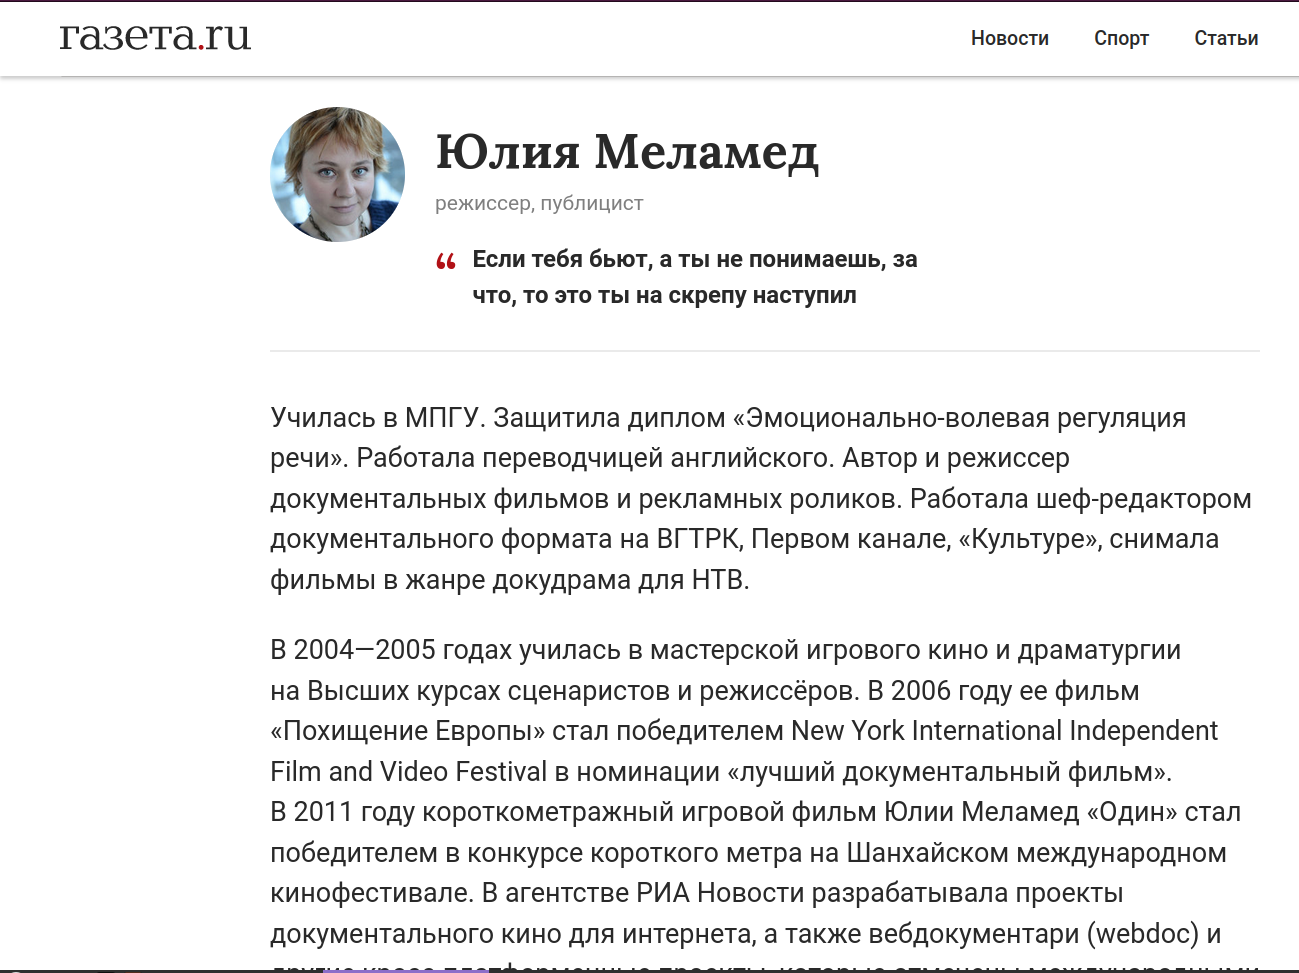 газета.ru
Новости Спорт Статьи
Юлия Меламед
режиссер, публицист
“ Если тебя бьют, а ты не понимаешь, за
что, то это ты на скрепу наступил
Училась в МПГУ. Защитила диплом «Эмоционально-волевая регуляция
речи». Работала переводчицей английского. Автор и режиссер
документальных фильмов и рекламных роликов. Работала шеф-редактором
документального формата на ВГТРК, Первом канале, «Культуре», снимала
фильмы в жанре докудрама для НТВ.
В 2004—2005 годах училась в мастерской игрового кино и драматургии
на Высших курсах сценаристов и режиссёров. В 2006 году ее фильм
«Похищение Европы» стал победителем New York International Independent
Film and Video Festival в номинации «лучший документальный фильм».
В 2011 году короткометражный игровой фильм Юлии Меламед «Один» стал
победителем в конкурсе короткого метра на Шанхайском международном
кинофестивале. В агентстве РИА Новости разрабатывала проекты
документального кино для интернета, а также вебдокументари (webdoc) и